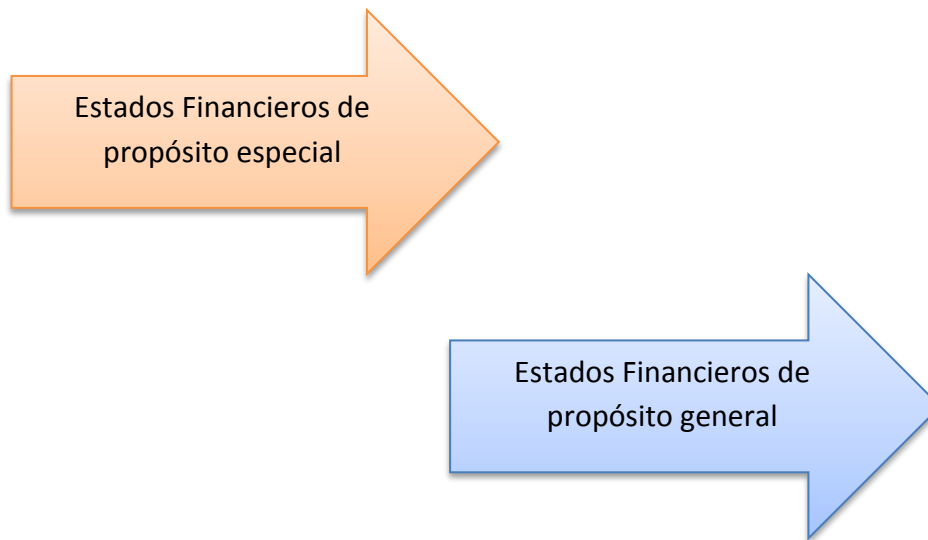 Estados Financieros de
propósito especial
Estados Financieros de
propósito general